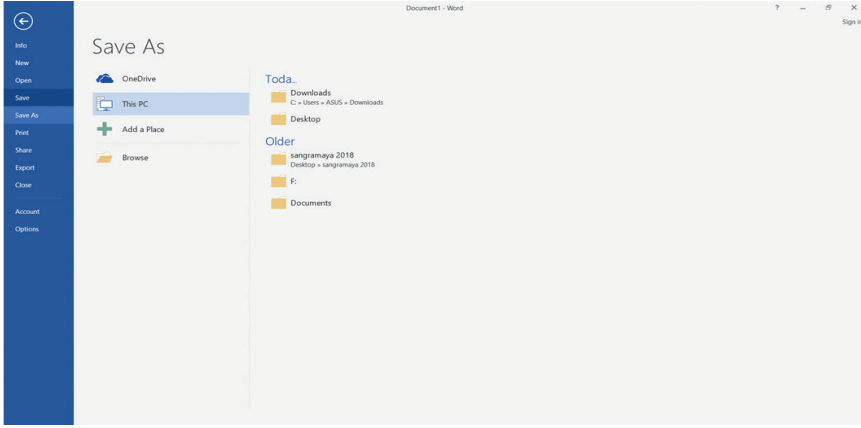 Document1 - Word
?
Sign in
Info
New
Open
Save
Save As
Print
Share
Export
Close
Account
Options
Save As
OneDrive
This PC
Add a Place
Browse
Toda..
Downloads
C: » Users » ASUS » Downloads
Desktop
Older
sangramaya 2018
Desktop » sangramaya 2018
F:
Documents